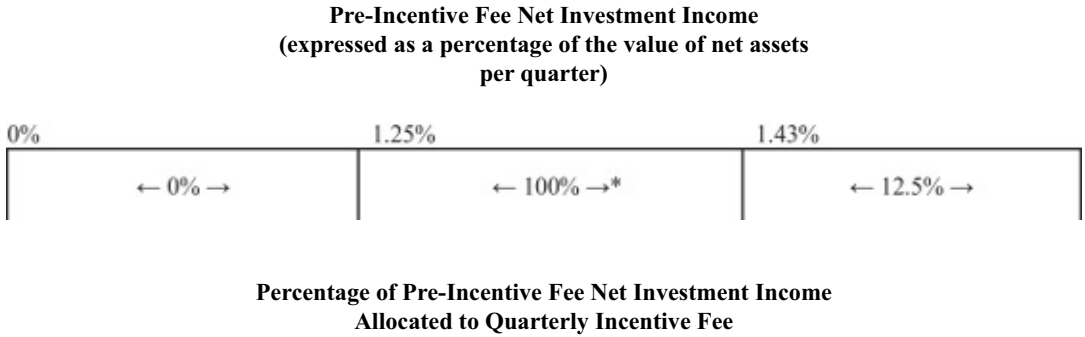 Pre-Incentive Fee Net Investment Income
(expressed as a percentage of the value of net assets
per quarter)
0% 1.25% 1.43%
← 0% → ← 100% →* ← 12.5% →
Percentage of Pre-Incentive Fee Net Investment Income
Allocated to Quarterly Incentive Fee